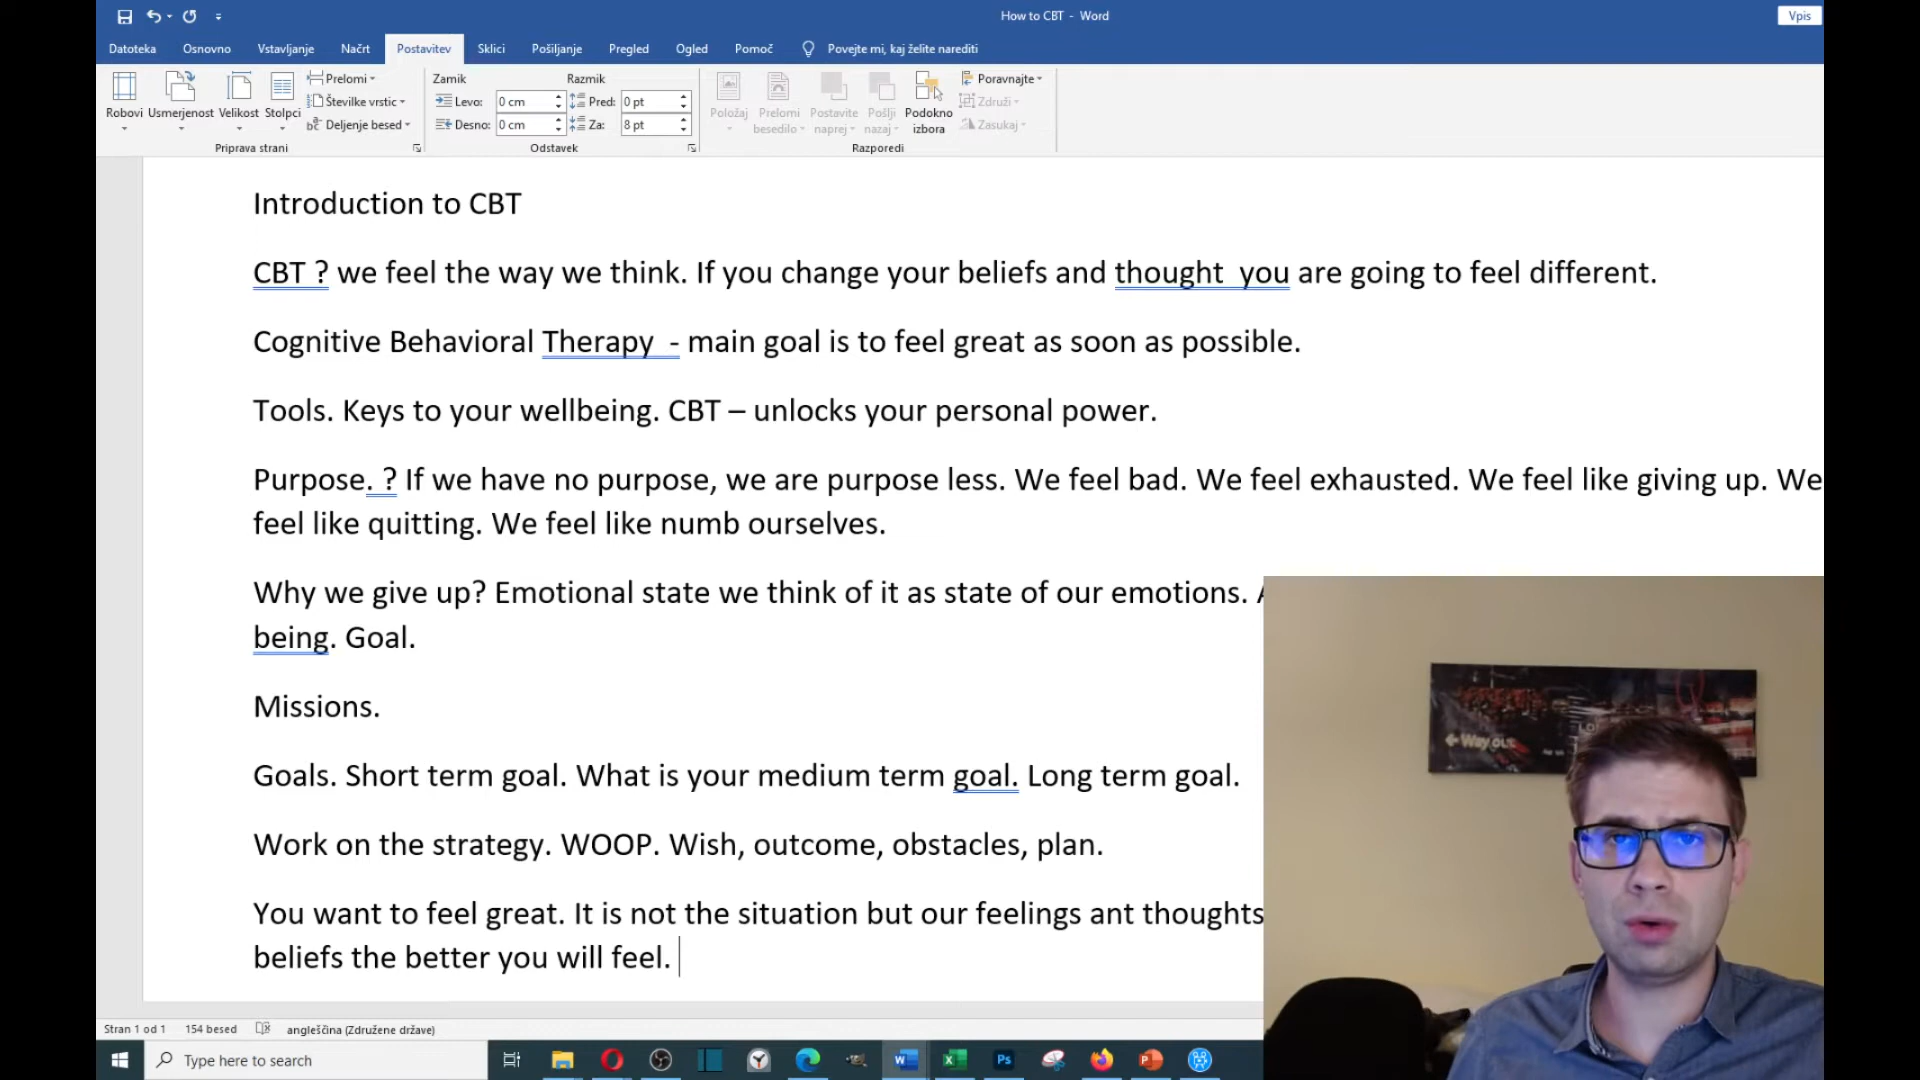 How to CBT - Word
Vpis
Datoteka Osnovno Vstavljanje Načrt Postavitev Sklici Pošiljanje Pregled Ogled Pomoč Povejte mi, kaj želite narediti
Robovi Usmerjenost Velikost Stolpci
Prelomi
Številke vrstic
Deljenje besed
Priprava strani
Zamik Razmik
Levo: 0 cm Pred: 0 pt
Desno: 0 cm Za: 8 pt
Odstavek
Položaj Prelomi besedilo Postavite naprej Pošlji nazaj Podokno izbora
Poravnajte
Združi
Zasukaj
Razporedi
Introduction to CBT
CBT ? we feel the way we think. If you change your beliefs and thought you are going to feel different.
Cognitive Behavioral Therapy - main goal is to feel great as soon as possible.
Tools. Keys to your wellbeing. CBT – unlocks your personal power.
Purpose. ? If we have no purpose, we are purpose less. We feel bad. We feel exhausted. We feel like giving up. We
feel like quitting. We feel like numb ourselves.
Why we give up? Emotional state we think of it as state of our emotions.
being. Goal.
Missions.
Goals. Short term goal. What is your medium term goal. Long term goal.
Work on the strategy. WOOP. Wish, outcome, obstacles, plan.
You want to feel great. It is not the situation but our feelings ant thoughts
beliefs the better you will feel.
Way out
Stran 1 od 1 154 besed angleščina (Združene države)
Type here to search